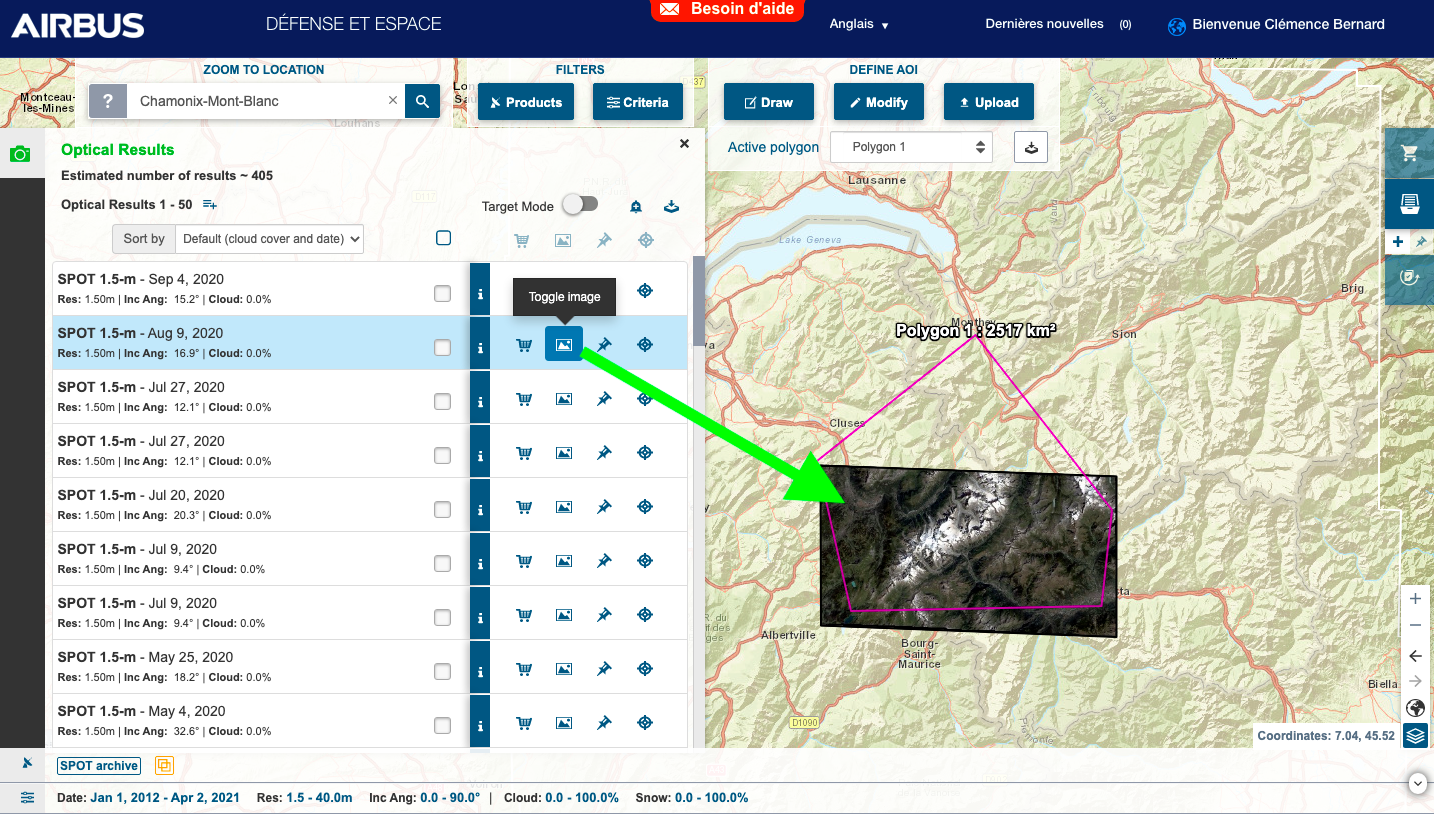 AIRBUS
DÉFENSE ET ESPACE
Besoin d'aide
Anglais
Dernières nouvelles (0)
Bienvenue Clémence Bernard
ZOOM TO LOCATION
FILTERS
DEFINE AOI
? Chamonix-Mont-Blanc ×
Products
Criteria
Draw
Modify
Upload
Active polygon
Polygon 1
Optical Results
Estimated number of results ~ 405
Optical Results 1 - 50
Target Mode
Sort by
Default (cloud cover and date)
SPOT 1.5-m - Sep 4, 2020
Res: 1.50m | Inc Ang: 15.2° | Cloud: 0.0%
Toggle image
SPOT 1.5-m - Aug 9, 2020
Res: 1.50m | Inc Ang: 16.9° | Cloud: 0.0%
SPOT 1.5-m - Jul 27, 2020
Res: 1.50m | Inc Ang: 12.1° | Cloud: 0.0%
SPOT 1.5-m - Jul 27, 2020
Res: 1.50m | Inc Ang: 12.1° | Cloud: 0.0%
SPOT 1.5-m - Jul 20, 2020
Res: 1.50m | Inc Ang: 20.3° | Cloud: 0.0%
SPOT 1.5-m - Jul 9, 2020
Res: 1.50m | Inc Ang: 9.4° | Cloud: 0.0%
SPOT 1.5-m - Jul 9, 2020
Res: 1.50m | Inc Ang: 9.4° | Cloud: 0.0%
SPOT 1.5-m - May 25, 2020
Res: 1.50m | Inc Ang: 18.2° | Cloud: 0.0%
SPOT 1.5-m - May 4, 2020
Res: 1.50m | Inc Ang: 32.6° | Cloud: 0.0%
Montceau-
les-Mines
Louhans
Lausanne
Lake Geneva
Brig
Monthey
Sion
Polygon 1 : 2517 km²
Cluses
Albertville
Bourg-
Saint-
Maurice
Biella
D1090
Coordinates: 7.04, 45.52
SPOT archive
Date: Jan 1, 2012 - Apr 2, 2021 Res: 1.5 - 40.0m Inc Ang: 0.0 - 90.0° | Cloud: 0.0 - 100.0% Snow: 0.0 - 100.0%